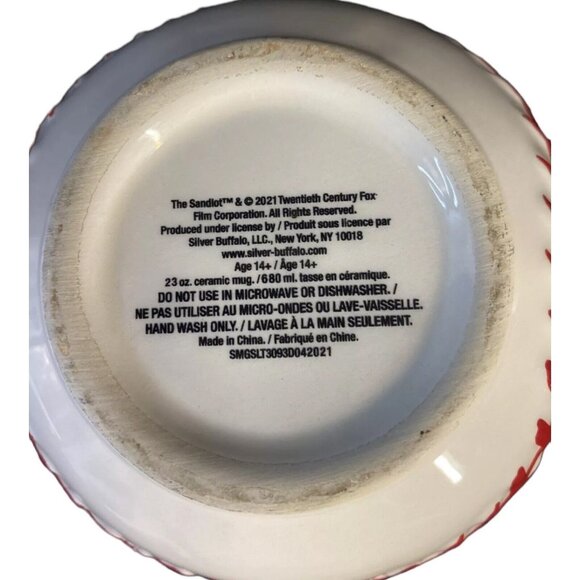 The Sandlot™ & © 2021 Twentieth Century Fox
Film Corporation. All Rights Reserved.
Produced under license by / Produit sous licence par
Silver Buffalo, LLC., New York, NY 10018
www.silver-buffalo.com
Age 14+ / Âge 14+
23 oz. ceramic mug. / 680 ml. tasse en céramique.
DO NOT USE IN MICROWAVE OR DISHWASHER. /
NE PAS UTILISER AU MICRO-ONDES OU LAVE-VAISSELLE.
HAND WASH ONLY. / LAVAGE À LA MAIN SEULEMENT.
Made in China. / Fabriqué en Chine.
SMGSLT3093D042021